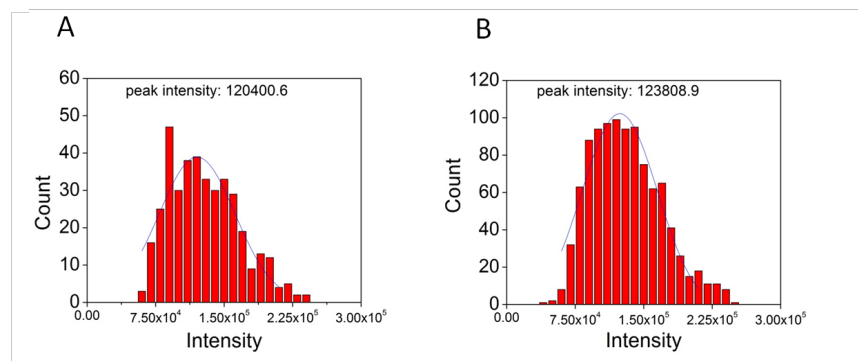 A
peak intensity: 120400.6
60
50
40
30
20
10
0
Count
0.00 7.50x10⁴ 1.50x10⁵ 2.25x10⁵ 3.00x10⁵
Intensity
B
peak intensity: 123808.9
120
100
80
60
40
20
0
Count
0.00 7.50x10⁴ 1.50x10⁵ 2.25x10⁵ 3.00x10⁵
Intensity